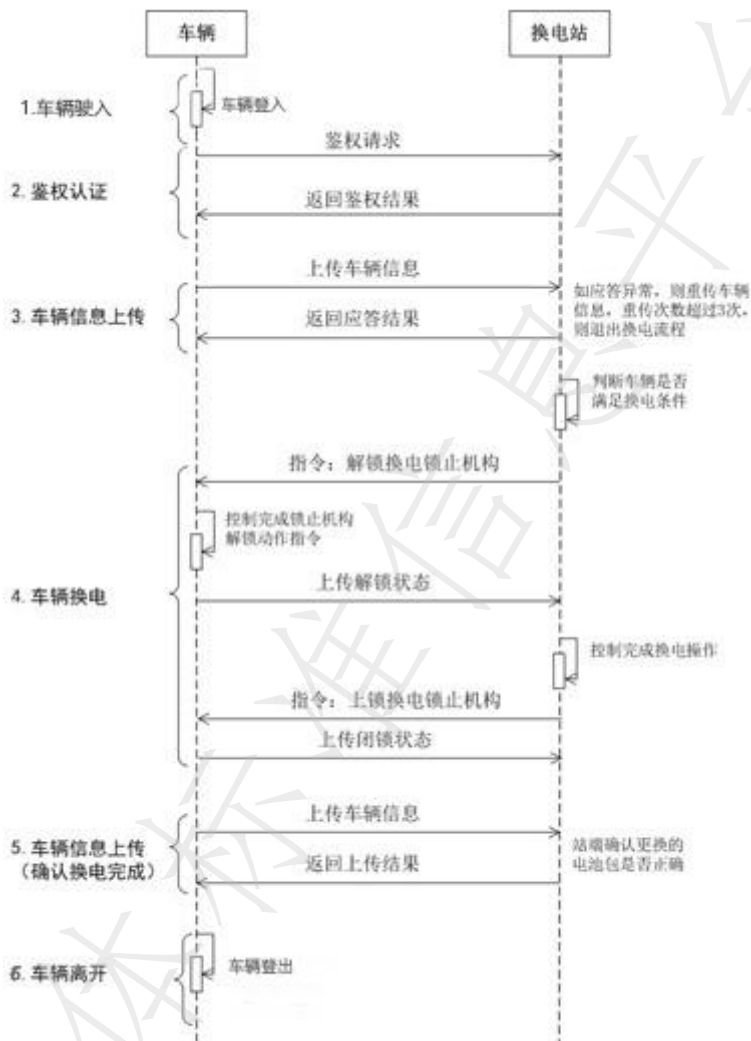 车辆
换电站
1.车辆驶入
车辆登入
鉴权请求
2. 鉴权认证
返回鉴权结果
上传车辆信息
3. 车辆信息上传
返回应答结果
如应答异常，则重传车辆
信息，重传次数超过3次，
则退出换电流程
判断车辆是否
满足换电条件
指令：解锁换电锁止机构
控制完成锁止机构
解锁动作指令
4. 车辆换电
上传解锁状态
控制完成换电操作
指令：上锁换电锁止机构
上传闭锁状态
上传车辆信息
5. 车辆信息上传
（确认换电完成）
返回上传结果
站端确认更换的
电池包是否正确
6. 车辆离开
车辆登出
体标准信息平